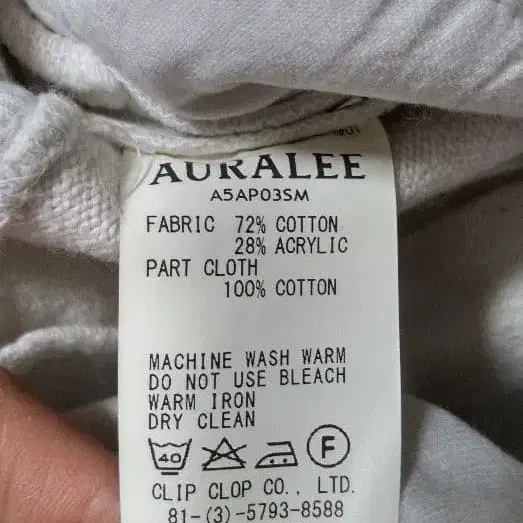 AURALEE
A5AP03SM
FABRIC 72% COTTON
28% ACRYLIC
PART CLOTH
100% COTTON
MACHINE WASH WARM
DO NOT USE BLEACH
WARM IRON
DRY CLEAN
40 F
CLIP CLOP CO., LTD.
81-(3)-5793-8588